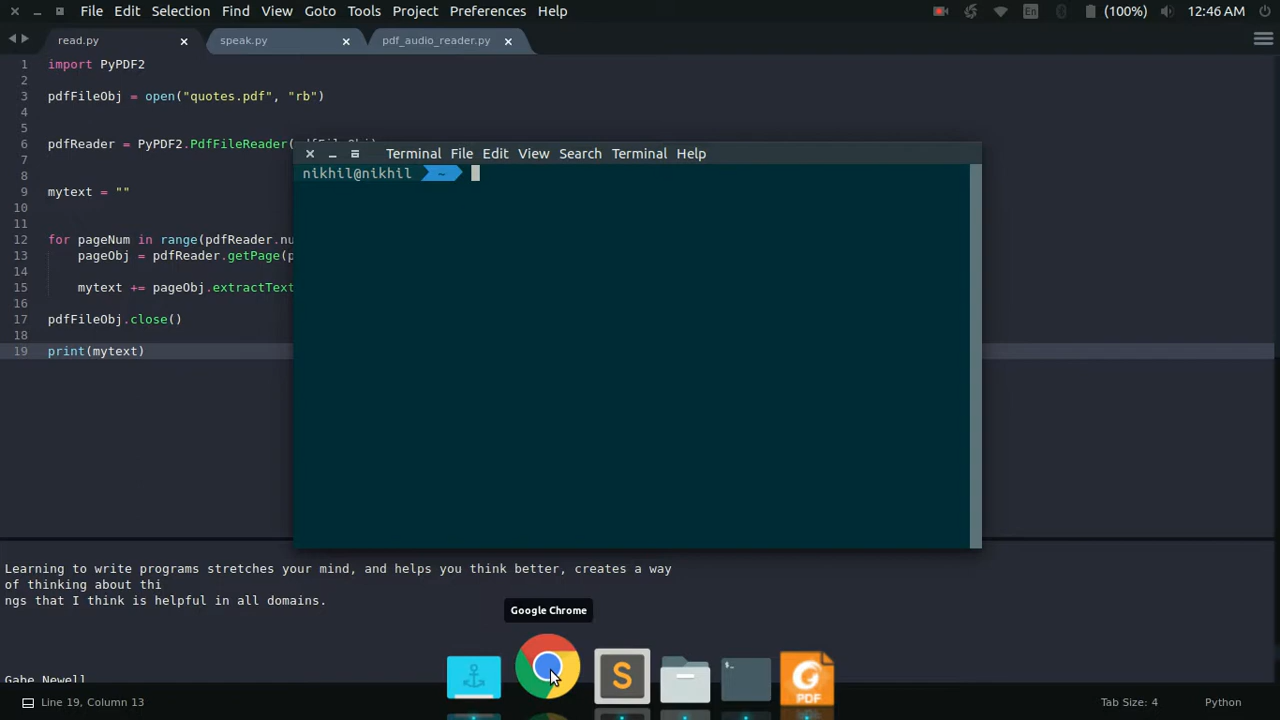 File Edit Selection Find View Goto Tools Project Preferences Help En (100%) 12:46 AM
read.py speak.py pdf_audio_reader.py
1 import PyPDF2
2
3 pdfFileObj = open("quotes.pdf", "rb")
4
5
6 pdfReader = PyPDF2.PdfFileReader(
7
8
9 mytext = ""
10
11
12 for pageNum in range(pdfReader.nu
13 pageObj = pdfReader.getPage(p
14
15 mytext += pageObj.extractText
16
17 pdfFileObj.close()
18
19 print(mytext)
Terminal File Edit View Search Terminal Help
nikhil@nikhil ~
Learning to write programs stretches your mind, and helps you think better, creates a way
of thinking about thi
ngs that I think is helpful in all domains.
Google Chrome
Gabe Newell
S
$_
PDF
Line 19, Column 13 Tab Size: 4 Python